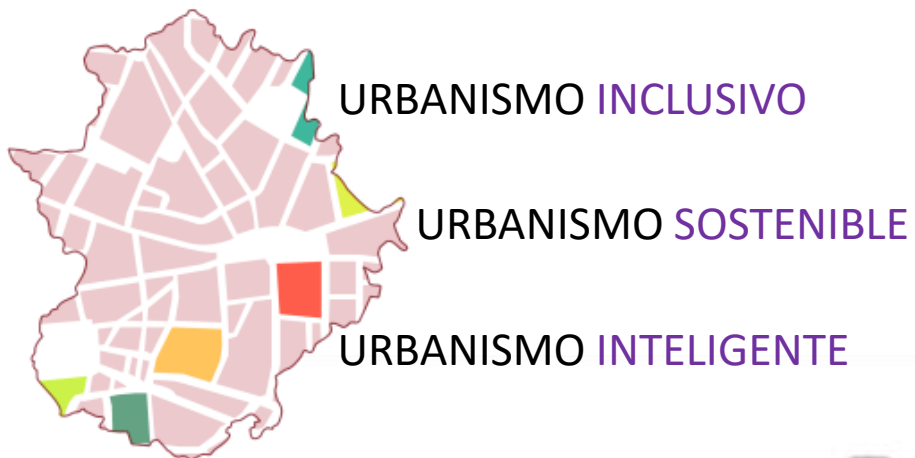 URBANISMO INCLUSIVO
URBANISMO SOSTENIBLE
URBANISMO INTELIGENTE